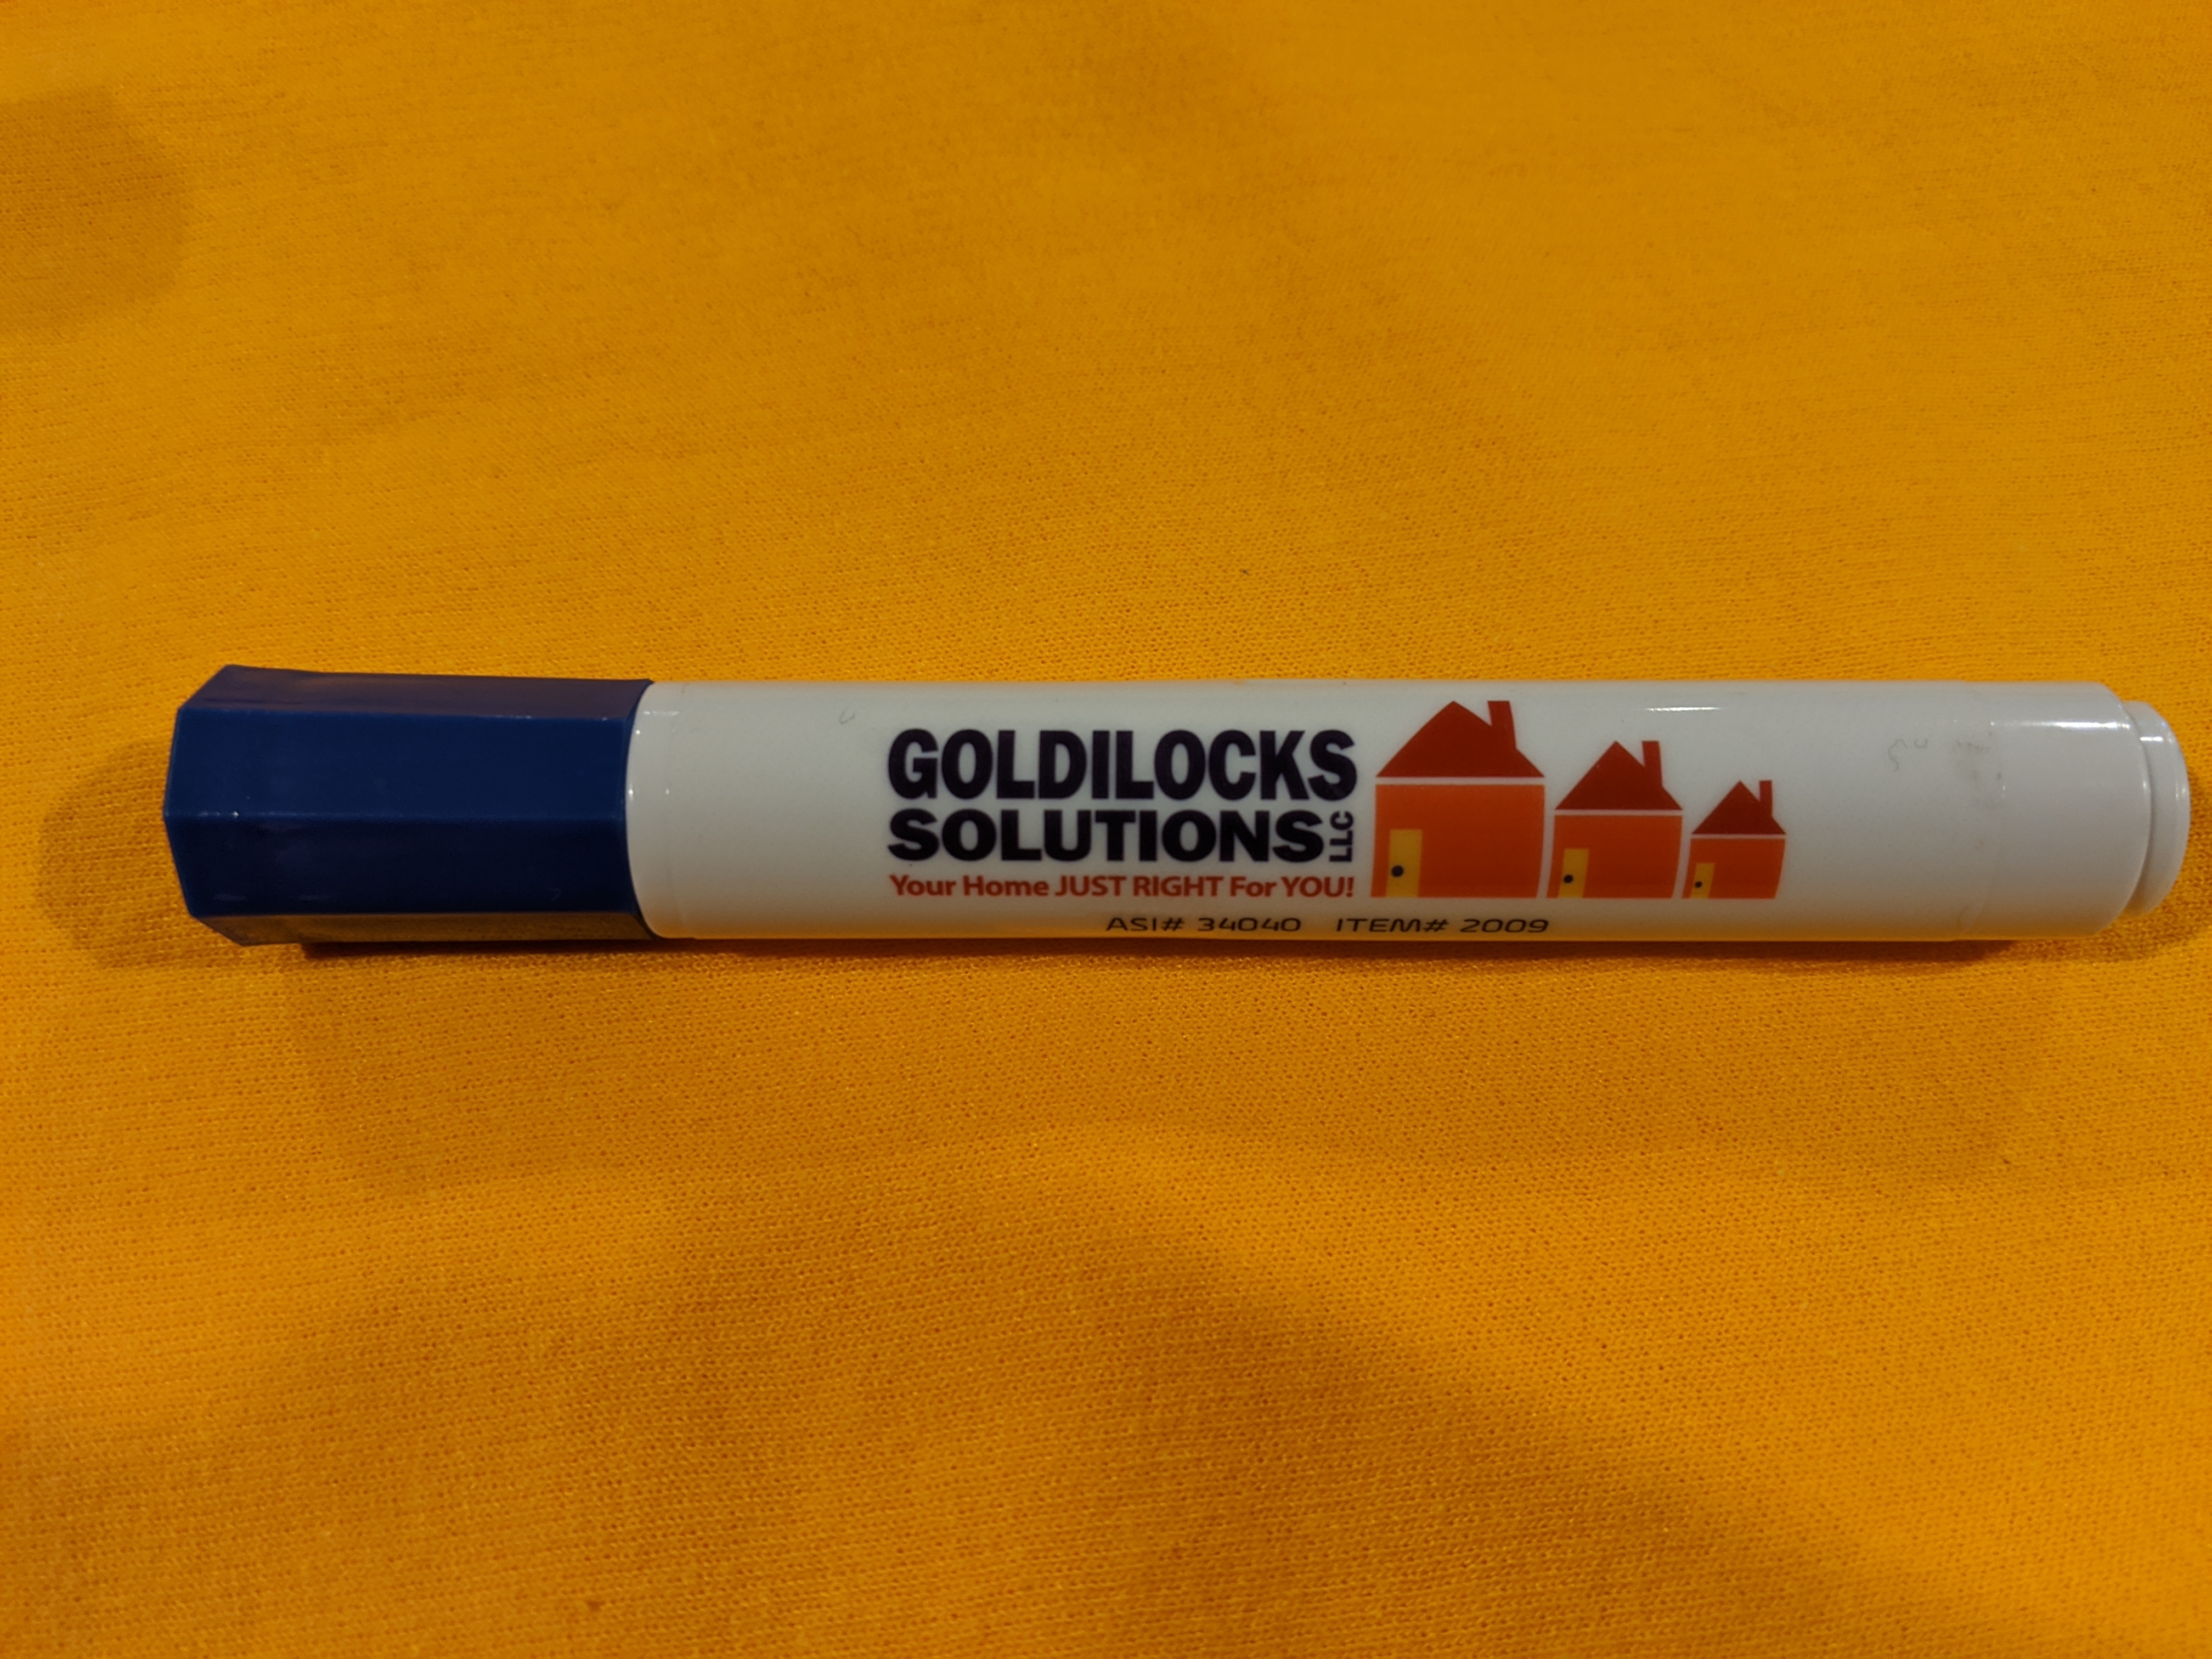 GOLDILOCKS
SOLUTIONS LLC
Your Home JUST RIGHT For YOU!
ASI# 34040 ITEM# 2009